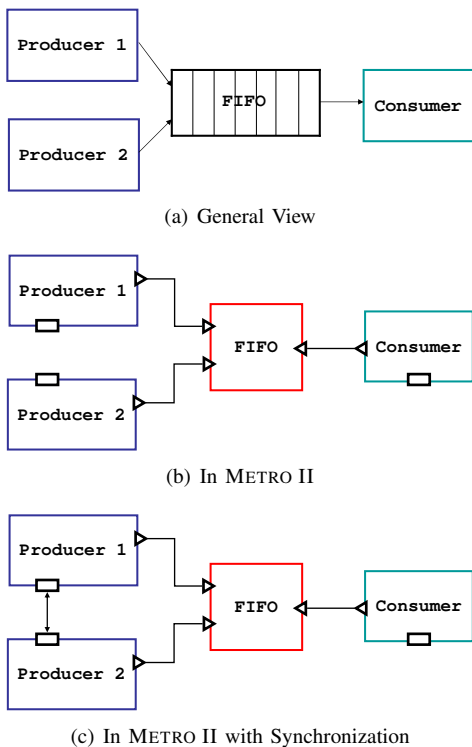 Producer 1
FIFO
Consumer
Producer 2
(a) General View
Producer 1
FIFO
Consumer
Producer 2
(b) In METRO II
Producer 1
FIFO
Consumer
Producer 2
(c) In METRO II with Synchronization